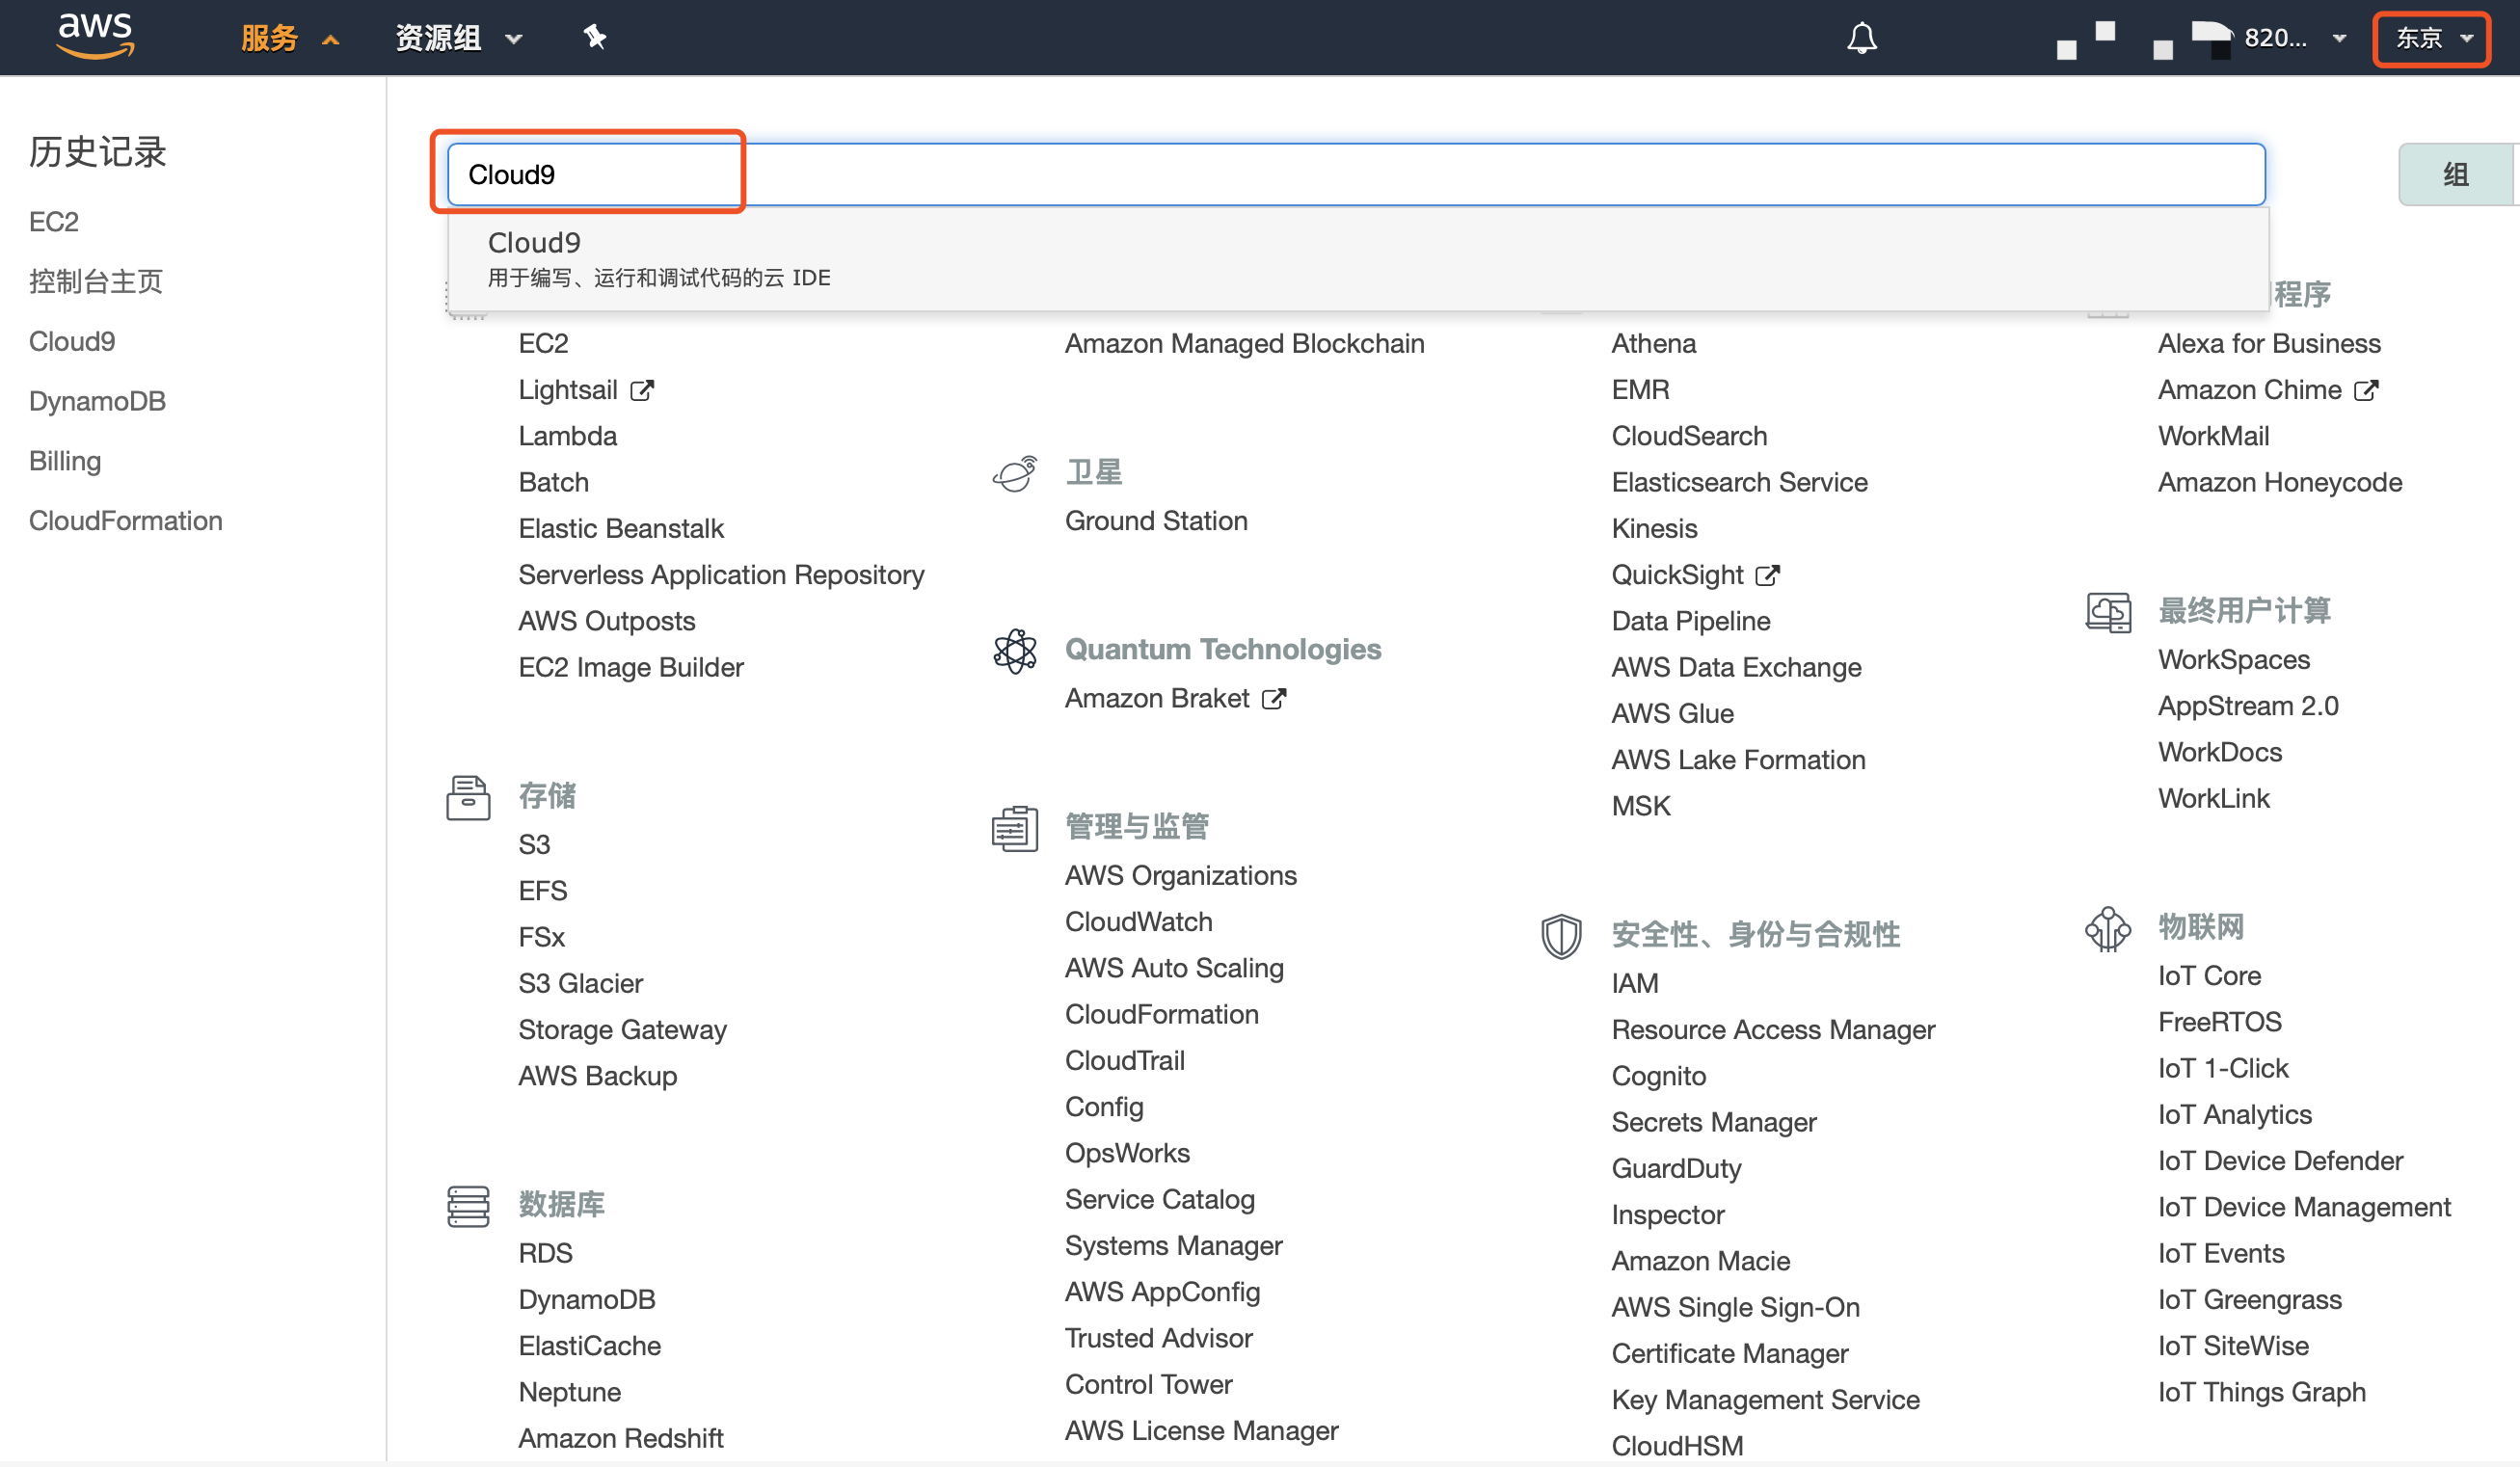 aws
服务
资源组
820...
东京
历史记录
EC2
控制台主页
Cloud9
DynamoDB
Billing
CloudFormation
Cloud9
组
Cloud9
用于编写、运行和调试代码的云 IDE
EC2
Lightsail
Lambda
Batch
Elastic Beanstalk
Serverless Application Repository
AWS Outposts
EC2 Image Builder
存储
S3
EFS
FSx
S3 Glacier
Storage Gateway
AWS Backup
数据库
RDS
DynamoDB
ElastiCache
Neptune
Amazon Redshift
Amazon Managed Blockchain
卫星
Ground Station
Quantum Technologies
Amazon Braket
管理与监管
AWS Organizations
CloudWatch
AWS Auto Scaling
CloudFormation
CloudTrail
Config
OpsWorks
Service Catalog
Systems Manager
AWS AppConfig
Trusted Advisor
Control Tower
AWS License Manager
Athena
EMR
CloudSearch
Elasticsearch Service
Kinesis
QuickSight
Data Pipeline
AWS Data Exchange
AWS Glue
AWS Lake Formation
MSK
安全性、身份与合规性
IAM
Resource Access Manager
Cognito
Secrets Manager
GuardDuty
Inspector
Amazon Macie
AWS Single Sign-On
Certificate Manager
Key Management Service
CloudHSM
程序
Alexa for Business
Amazon Chime
WorkMail
Amazon Honeycode
最终用户计算
WorkSpaces
AppStream 2.0
WorkDocs
WorkLink
物联网
IoT Core
FreeRTOS
IoT 1-Click
IoT Analytics
IoT Device Defender
IoT Device Management
IoT Events
IoT Greengrass
IoT SiteWise
IoT Things Graph